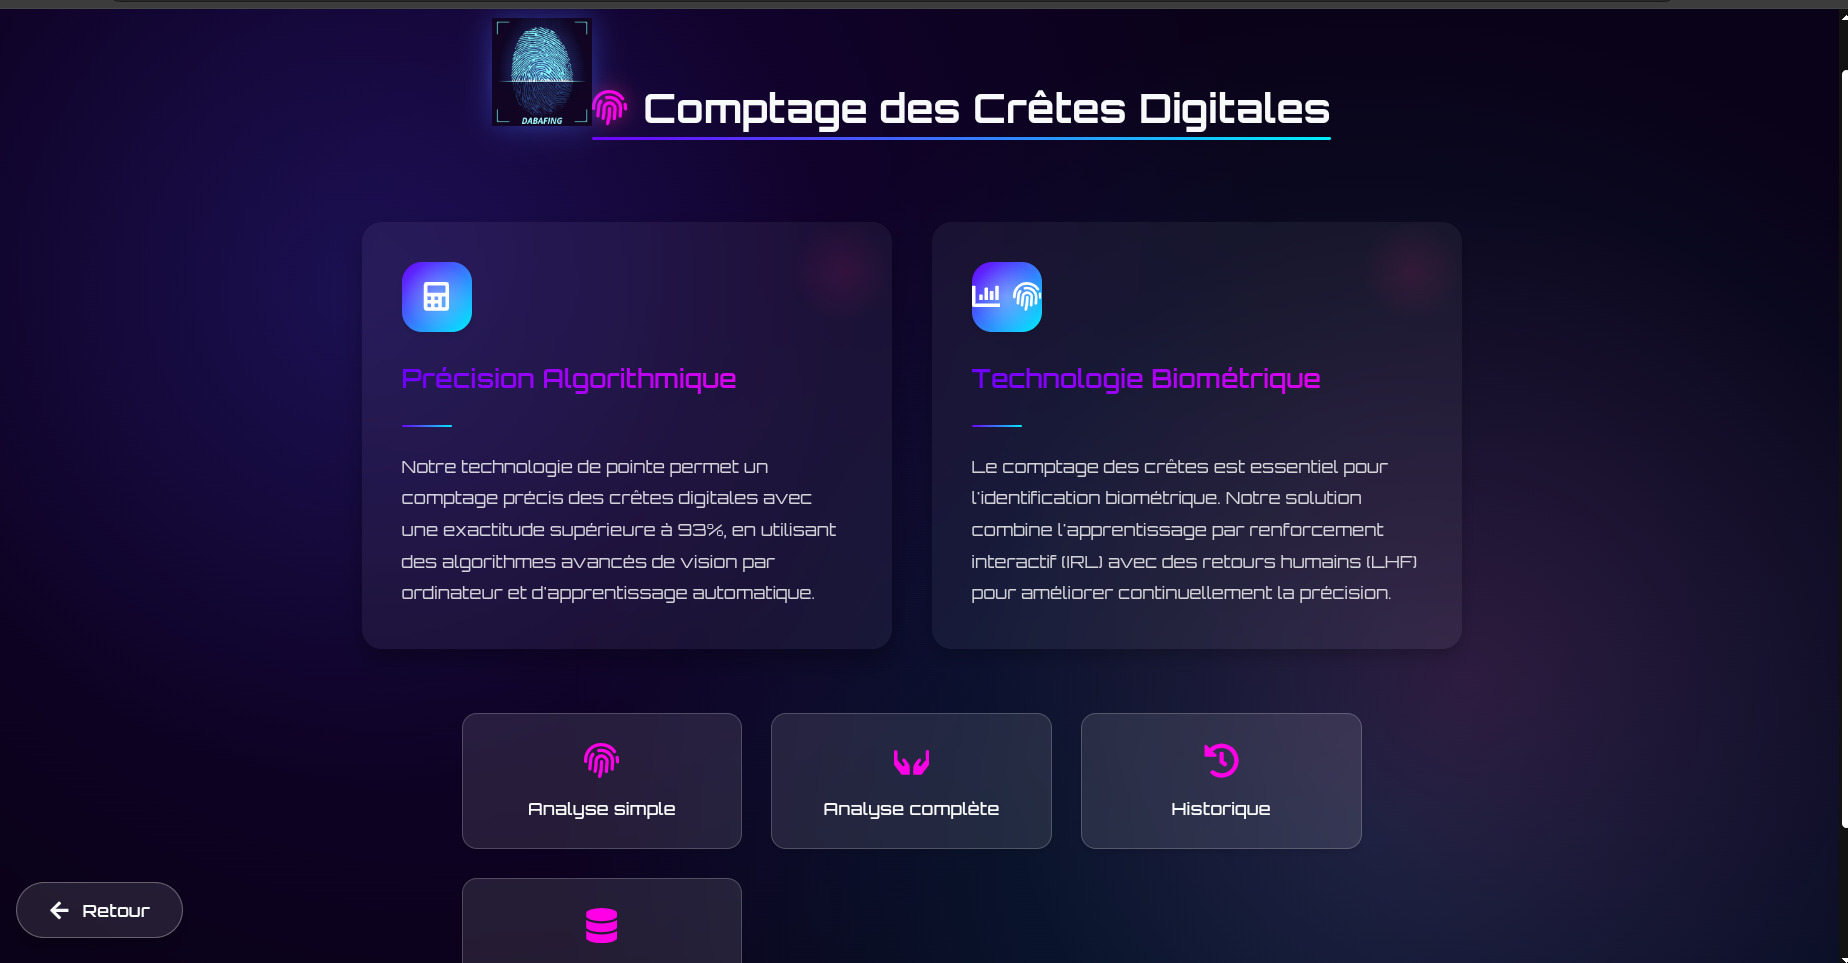 DABAFING
Comptage des Crêtes Digitales
Précision Algorithmique
Notre technologie de pointe permet un
comptage précis des crêtes digitales avec
une exactitude supérieure à 93%, en utilisant
des algorithmes avancés de vision par
ordinateur et d'apprentissage automatique.
Technologie Biométrique
Le comptage des crêtes est essentiel pour
l'identification biométrique. Notre solution
combine l'apprentissage par renforcement
interactif (IRL) avec des retours humains (LHF)
pour améliorer continuellement la précision.
Analyse simple
Analyse complète
Historique
Retour